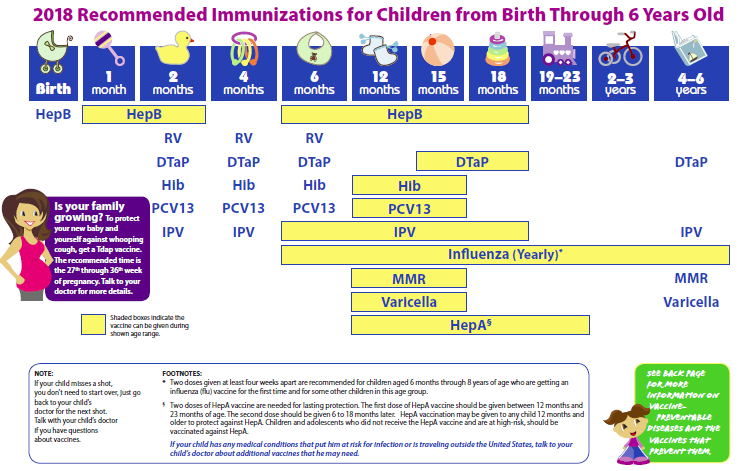 2018 Recommended Immunizations for Children from Birth Through 6 Years Old
Birth
1
month
2
months
4
months
6
months
12
months
15
months
18
months
19–23
months
2–3
years
4–6
years
HepB HepB HepB
RV RV RV
DTaP DTaP DTaP DTaP DTaP
Hib Hib Hib Hib
PCV13 PCV13 PCV13 PCV13
IPV IPV IPV IPV
Influenza (Yearly)*
MMR MMR
Varicella Varicella
HepA§
Is your family
growing? To protect
your new baby and
yourself against whooping
cough, get a Tdap vaccine.
The recommended time is
the 27th through 36th week
of pregnancy. Talk to your
doctor for more details.
Shaded boxes indicate the
vaccine can be given during
shown age range.
NOTE:
If your child misses a shot,
you don't need to start over, just go
back to your child's
doctor for the next shot.
Talk with your child's doctor
if you have questions
about vaccines.
FOOTNOTES:
* Two doses given at least four weeks apart are recommended for children aged 6 months through 8 years of age who are getting an
influenza (flu) vaccine for the first time and for some other children in this age group.
§ Two doses of HepA vaccine are needed for lasting protection. The first dose of HepA vaccine should be given between 12 months and
23 months of age. The second dose should be given 6 to 18 months later. HepA vaccination may be given to any child 12 months and
older to protect against HepA. Children and adolescents who did not receive the HepA vaccine and are at high-risk, should be
vaccinated against HepA.
If your child has any medical conditions that put him at risk for infection or is traveling outside the United States, talk to your
child's doctor about additional vaccines that he may need.
SEE BACK PAGE
FOR MORE
INFORMATION ON
VACCINE-
PREVENTABLE
DISEASES AND THE
VACCINES THAT
PREVENT THEM.